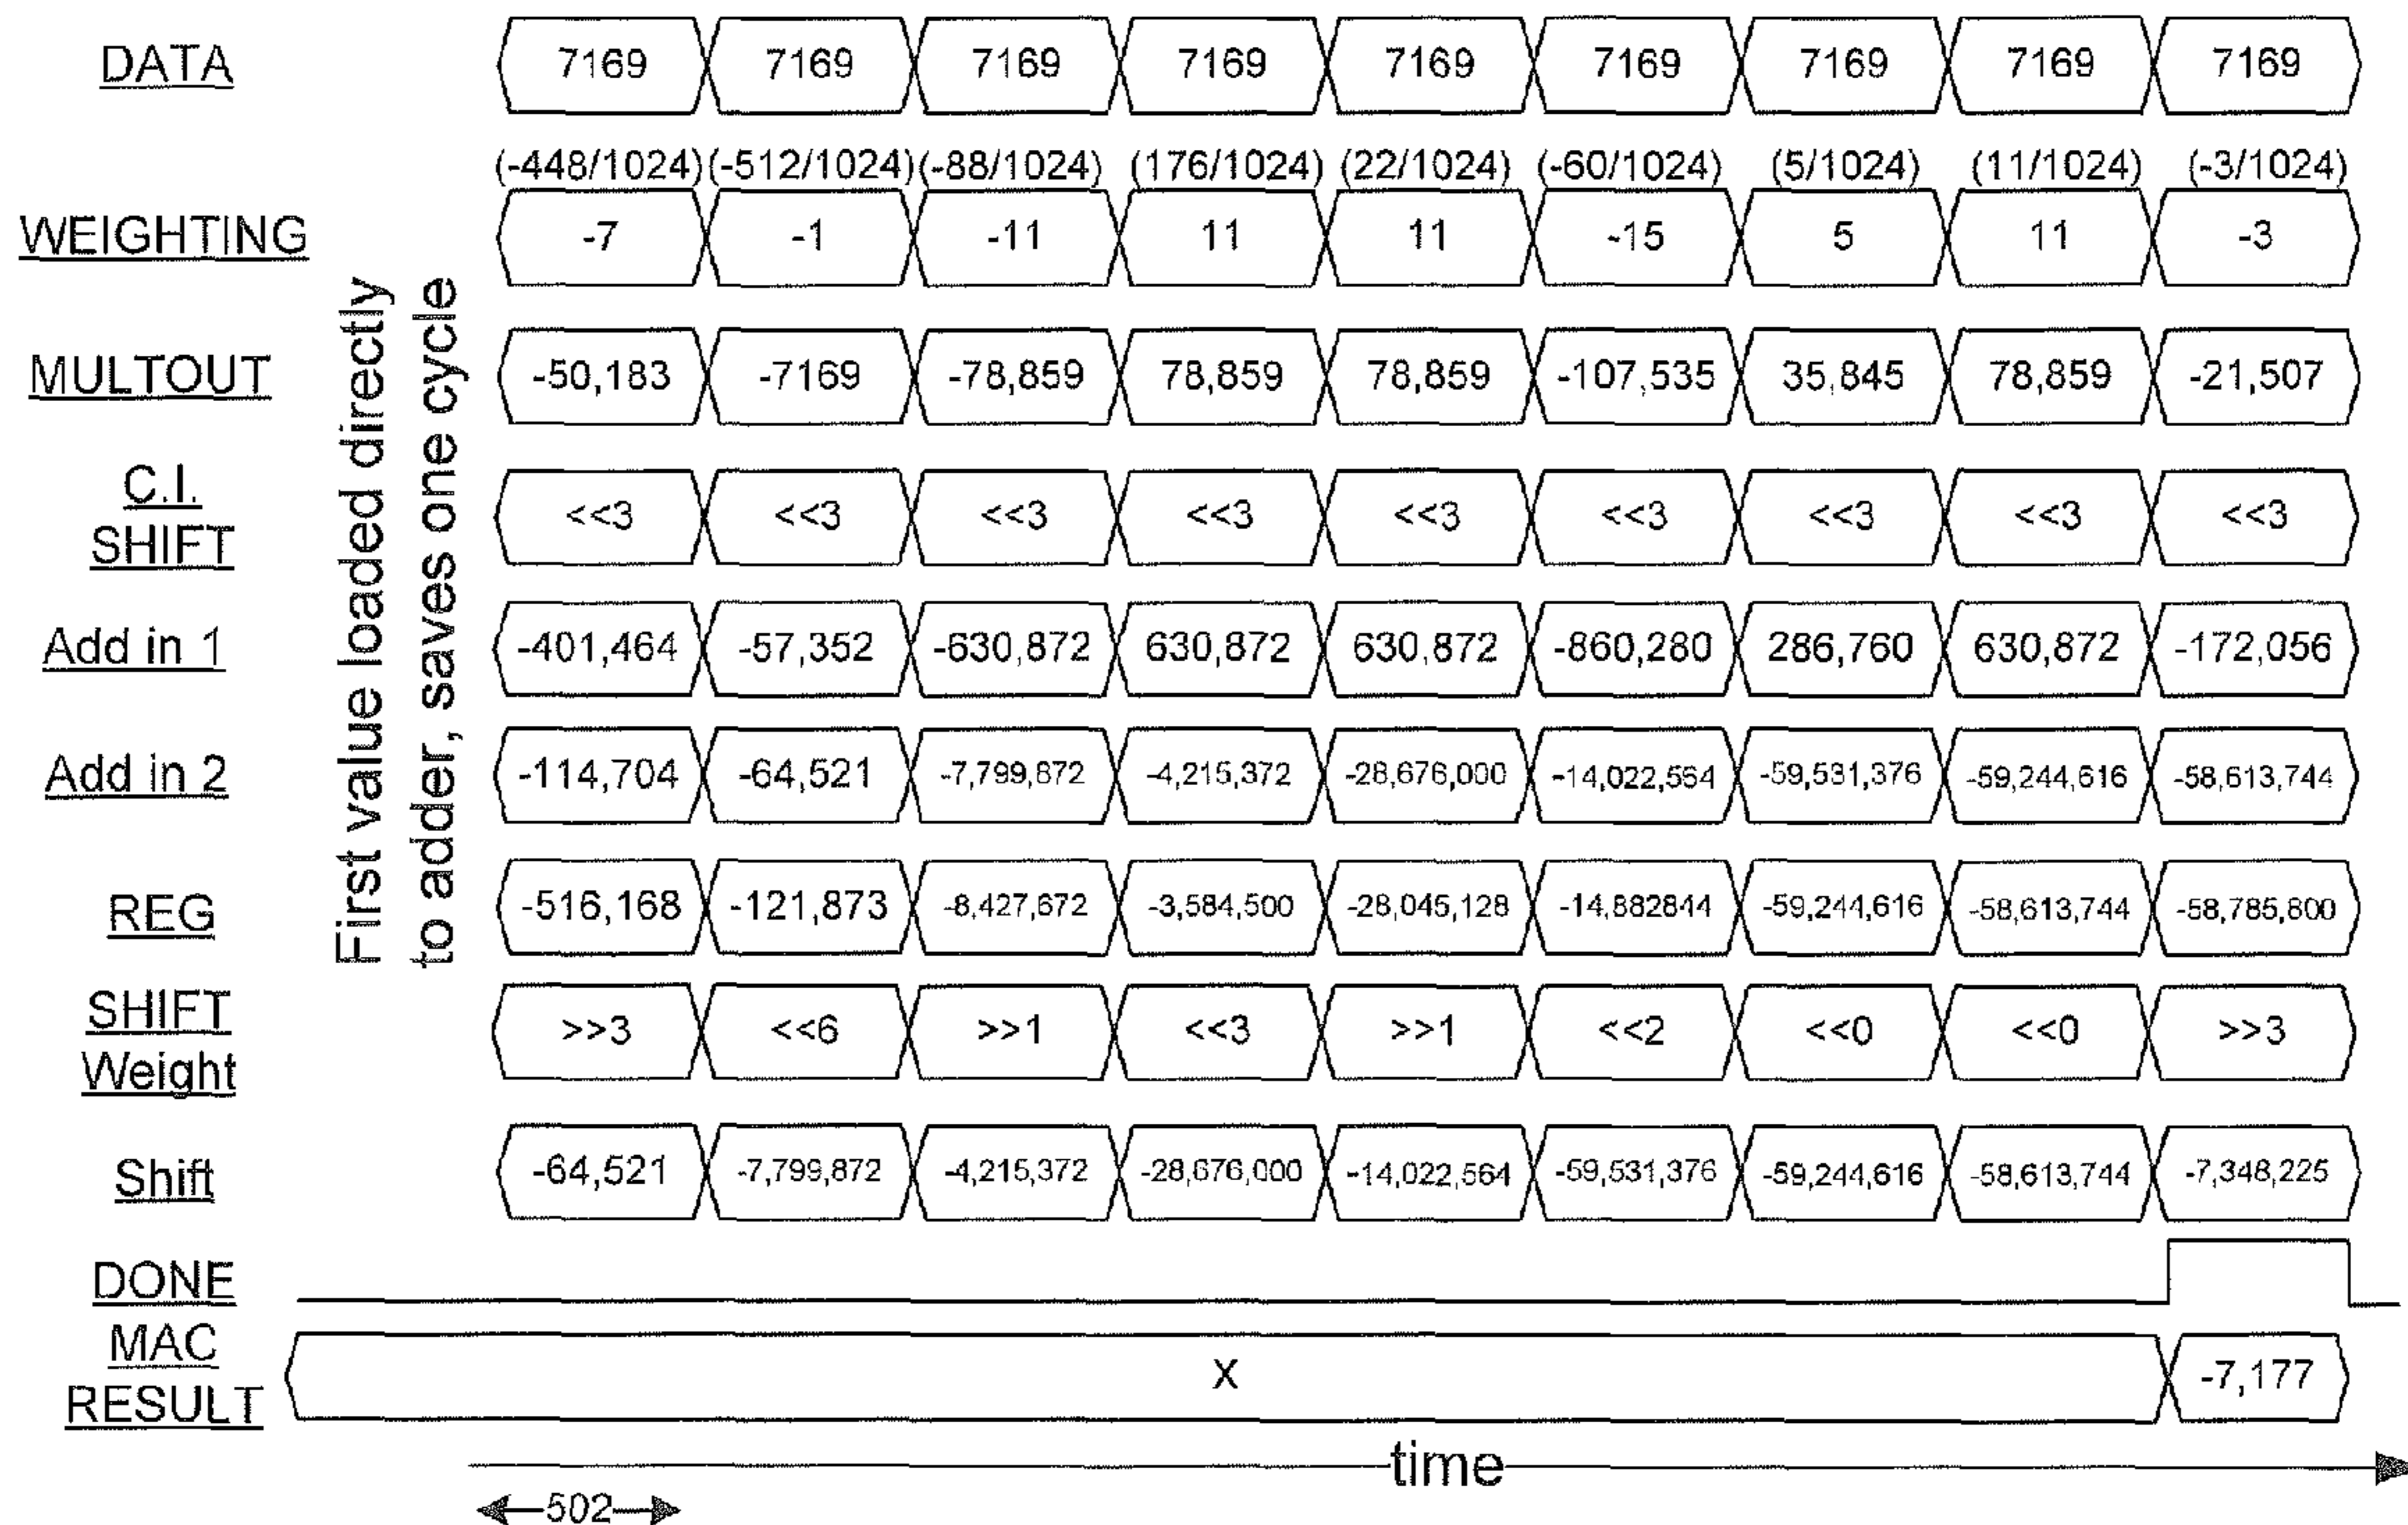 DATA 7169 7169 7169 7169 7169 7169 7169 7169 7169
(-448/1024) (-512/1024) (-88/1024) (176/1024) (22/1024) (-60/1024) (5/1024) (11/1024) (-3/1024)
WEIGHTING -7 -1 -11 11 11 -15 5 11 -3
First value loaded directly
to adder, saves one cycle
MULTOUT -50,183 -7169 -78,859 78,859 78,859 -107,535 35,845 78,859 -21,507
C.I.
SHIFT <<3 <<3 <<3 <<3 <<3 <<3 <<3 <<3 <<3
Add in 1 -401,464 -57,352 -630,872 630,872 630,872 -860,280 286,760 630,872 -172,056
Add in 2 -114,704 -64,521 -7,799,872 -4,215,372 -28,676,000 -14,022,564 -59,531,376 -59,244,616 -58,613,744
REG -516,168 -121,873 -8,427,672 -3,584,500 -28,045,128 -14,882844 -59,244,616 -58,613,744 -58,785,800
SHIFT
Weight >>3 <<6 >>1 <<3 >>1 <<2 <<0 <<0 >>3
Shift -64,521 -7,799,872 -4,215,372 -28,676,000 -14,022,564 -59,531,376 -59,244,616 -58,613,744 -7,348,225
DONE
MAC
RESULT X -7,177
time
502